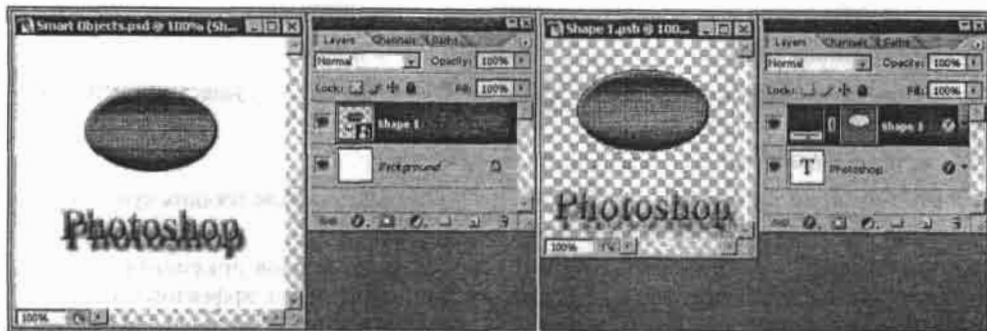 Smart Objects.psd @ 100% (Sh...
Layers Channels Paths
Normal Opacity: 100%
Lock: Fill: 100%
Shape 1
Background
Photoshop
100%
Shape 1.psb @ 100...
Layers Channels Paths
Normal Opacity: 100%
Lock: Fill: 100%
Shape 1
T Photoshop
Photoshop
100%